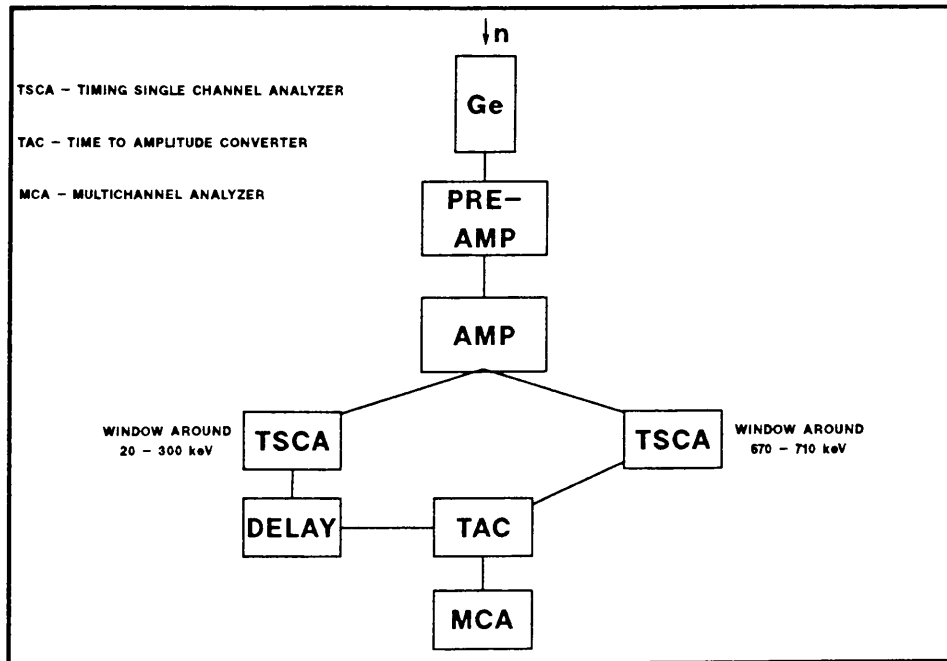 n
Ge
TSCA – TIMING SINGLE CHANNEL ANALYZER
TAC – TIME TO AMPLITUDE CONVERTER
MCA – MULTICHANNEL ANALYZER
PRE–
AMP
AMP
WINDOW AROUND
20 – 300 keV
TSCA
TSCA
WINDOW AROUND
670 – 710 keV
DELAY
TAC
MCA